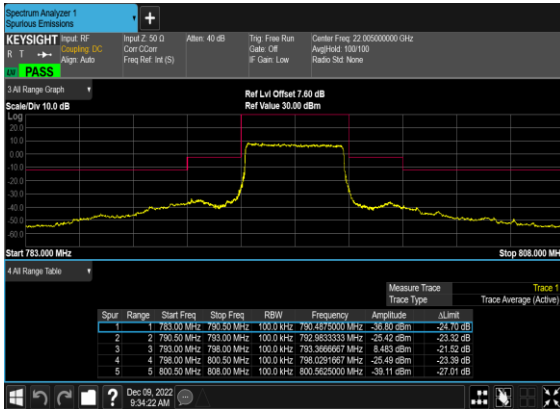 Spectrum Analyzer 1
Spurious Emissions
+
KEYSIGHT Input: RF Input Z: 50 Ω Atten: 40 dB Trig: Free Run Center Freq: 22.005000000 GHz
R T Coupling: DC Corr CCorr Gate: Off Avg|Hold: 100/100
Align: Auto Freq Ref: Int (S) IF Gain: Low Radio Std: None
PASS
3 All Range Graph
Ref Lvl Offset 7.60 dB
Scale/Div 10.0 dB Ref Value 30.00 dBm
Log
20.0
10.0
0.00
-10.0
-20.0
-30.0
-40.0
-50.0
-60.0
Start 783.000 MHz Stop 808.000 MHz
4 All Range Table
Measure Trace Trace 1
Trace Type Trace Average (Active)
Spur Range Start Freq Stop Freq RBW Frequency Amplitude ΔLimit
1 1 783.00 MHz 790.50 MHz 100.0 kHz 790.4875000 MHz -36.80 dBm -24.70 dB
2 2 790.50 MHz 793.00 MHz 100.0 kHz 792.9833333 MHz -25.42 dBm -23.32 dB
3 3 793.00 MHz 798.00 MHz 100.0 kHz 793.3666667 MHz 8.483 dBm -21.52 dB
4 4 798.00 MHz 800.50 MHz 100.0 kHz 798.0291667 MHz -25.49 dBm -23.39 dB
5 5 800.50 MHz 808.00 MHz 100.0 kHz 800.5625000 MHz -39.11 dBm -27.01 dB
? Dec 09, 2022
9:34:22 AM